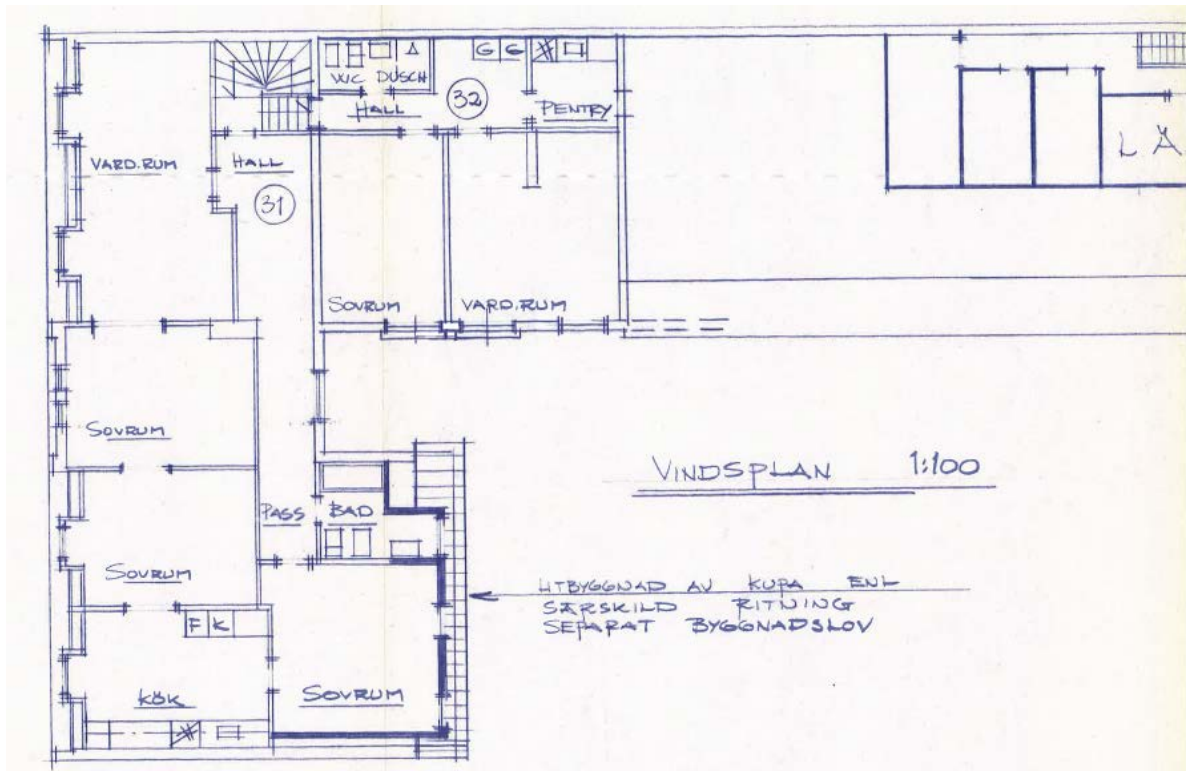 WC DUSCH
G G
HALL
32
PENTRY
VARD.RUM
HALL
31
L Ä
SOVRUM
VARD.RUM
SOVRUM
VINDSPLAN 1:100
PASS
BAD
SOVRUM
UTBYGGNAD AV KUPA ENL
SÄRSKILD RITNING
SEPARAT BYGGNADSLOV
F K
KÖK
SOVRUM